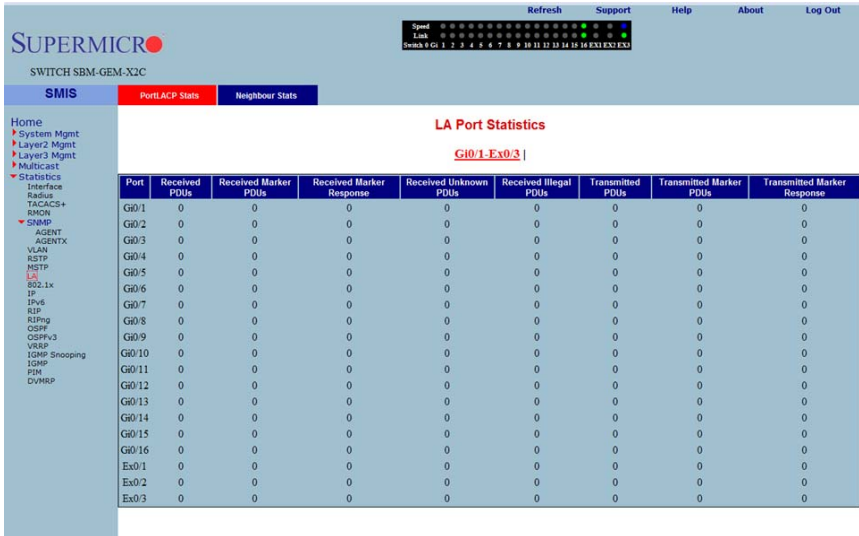 Refresh Support Help About Log Out
Speed
Link
Switch 0 Gi 1 2 3 4 5 6 7 8 9 10 11 12 13 14 15 16 EX1 EX2 EX3
SUPERMICRO
SWITCH SBM-GEM-X2C
SMIS
PortLACP Stats
Neighbour Stats
Home
System Mgmt
Layer2 Mgmt
Layer3 Mgmt
Multicast
Statistics
Interface
Radius
TACACS+
RMON
SNMP
AGENT
AGENTX
VLAN
RSTP
MSTP
LA
802.1x
IP
IPv6
RIP
RIPng
OSPF
OSPFv3
VRRP
IGMP Snooping
IGMP
PIM
DVMRP
LA Port Statistics
Gi0/1-Ex0/3 |
Port Received PDUs Received Marker PDUs Received Marker Response Received Unknown PDUs Received Illegal PDUs Transmitted PDUs Transmitted Marker PDUs Transmitted Marker Response
Gi0/1 0 0 0 0 0 0 0 0
Gi0/2 0 0 0 0 0 0 0 0
Gi0/3 0 0 0 0 0 0 0 0
Gi0/4 0 0 0 0 0 0 0 0
Gi0/5 0 0 0 0 0 0 0 0
Gi0/6 0 0 0 0 0 0 0 0
Gi0/7 0 0 0 0 0 0 0 0
Gi0/8 0 0 0 0 0 0 0 0
Gi0/9 0 0 0 0 0 0 0 0
Gi0/10 0 0 0 0 0 0 0 0
Gi0/11 0 0 0 0 0 0 0 0
Gi0/12 0 0 0 0 0 0 0 0
Gi0/13 0 0 0 0 0 0 0 0
Gi0/14 0 0 0 0 0 0 0 0
Gi0/15 0 0 0 0 0 0 0 0
Gi0/16 0 0 0 0 0 0 0 0
Ex0/1 0 0 0 0 0 0 0 0
Ex0/2 0 0 0 0 0 0 0 0
Ex0/3 0 0 0 0 0 0 0 0